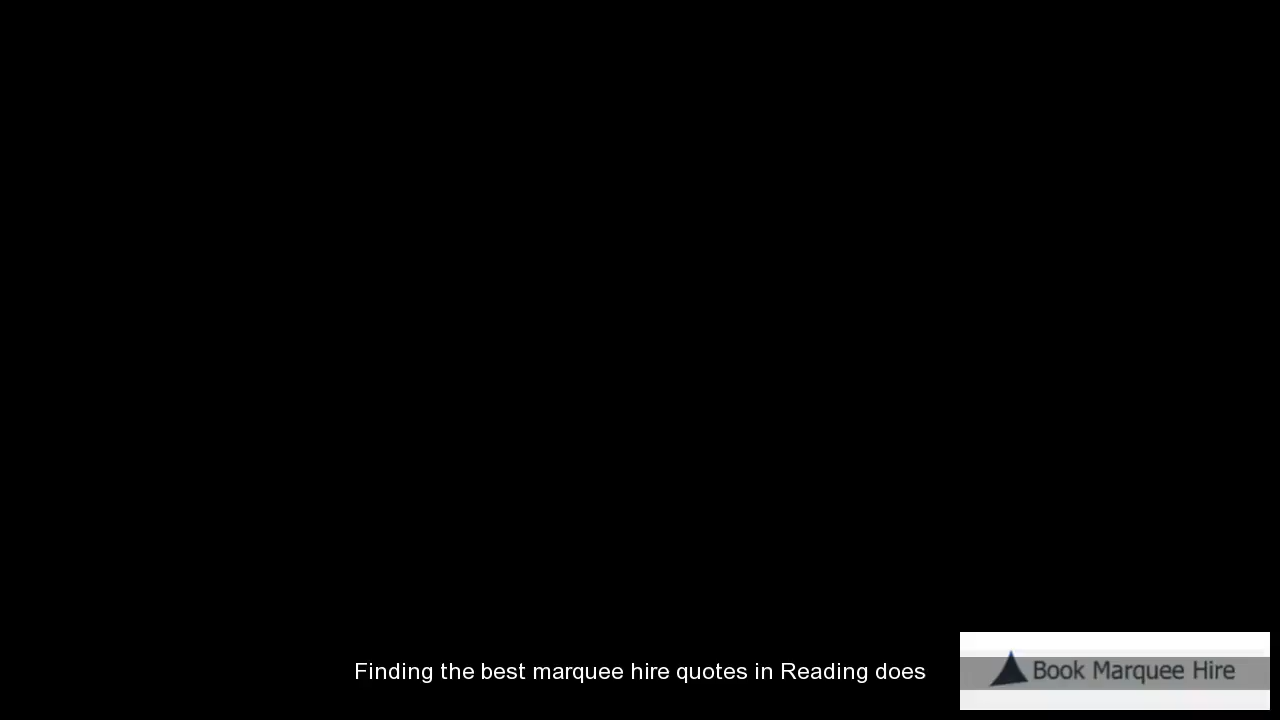 Finding the best marquee hire quotes in Reading does
Book Marquee Hire